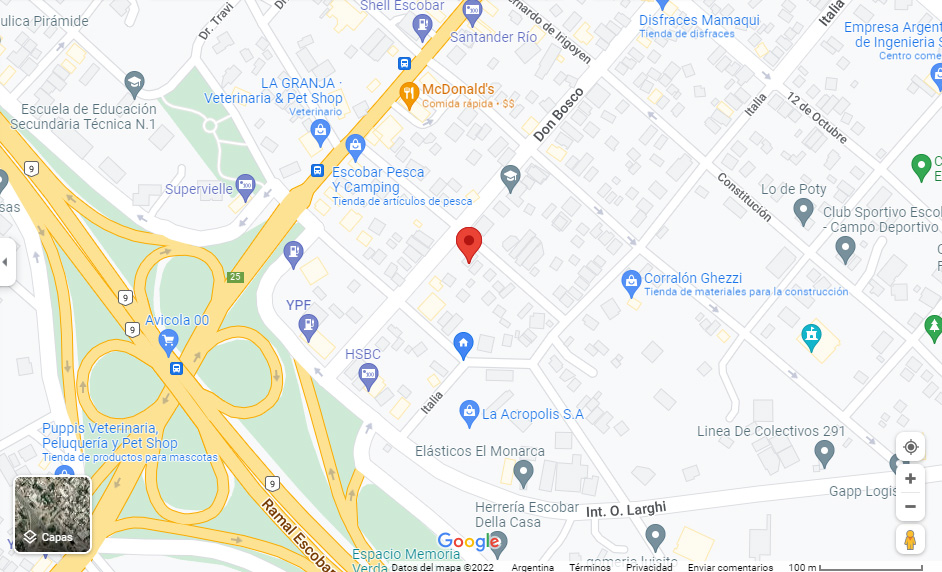 ulica Pirámide
Dr. Travi
Shell Escobar
Santander Río
Bernardo de Irigoyen
Disfraces Mamaqui
Tienda de disfraces
Italia
Empresa Argent
de Ingeniería S
Centro come
LA GRANJA ·
Veterinaria & Pet Shop
Veterinario
McDonald's
Comida rápida • $$
Don Bosco
Italia
12 de Octubre
Escuela de Educación
Secundaria Técnica N.1
9
Supervielle
Escobar Pesca
Y Camping
Tienda de artículos de pesca
Constitución
Lo de Poty
Club Sportivo Esco
- Campo Deportivo
C
E
sas
25
9
9
YPF
Avicola 00
Corralón Ghezzi
Tienda de materiales para la construcción
HSBC
Italia
La Acropolis S.A
Puppis Veterinaria,
Peluquería y Pet Shop
Tienda de productos para mascotas
Elásticos El Monarca
Linea De Colectivos 291
9
Gapp Logis
Ramal Escobar
Herrería Escobar
Della Casa
Int. O. Larghi
Capas
Google
Espacio Memoria
Verde
gomeria lujcito
Datos del mapa ©2022
Argentina
Términos
Privacidad
Enviar comentarios
100 m